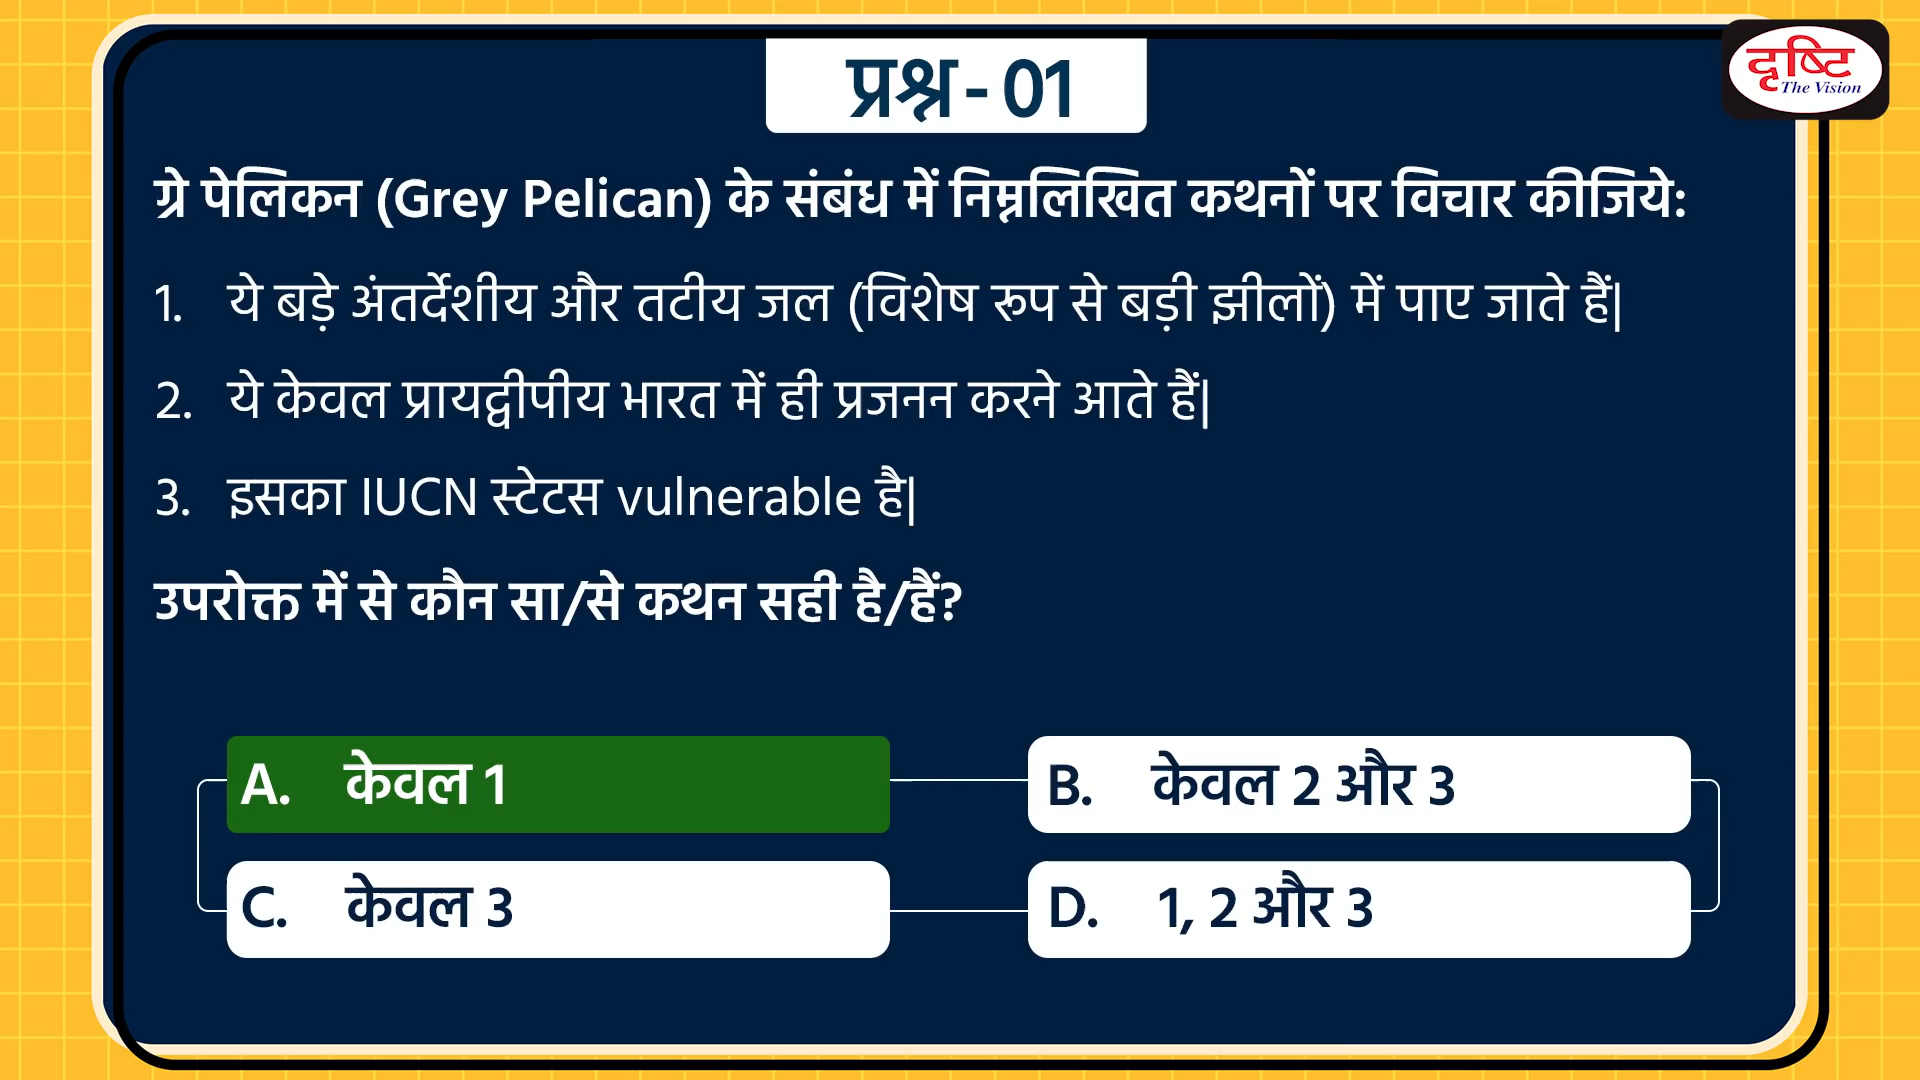 प्रश्न - 01
दृष्टि
The Vision
ग्रे पेलिकन (Grey Pelican) के संबंध में निम्नलिखित कथनों पर विचार कीजिये:
1. ये बड़े अंतर्देशीय और तटीय जल (विशेष रूप से बड़ी झीलों) में पाए जाते हैं|
2. ये केवल प्रायद्वीपीय भारत में ही प्रजनन करने आते हैं|
3. इसका IUCN स्टेटस vulnerable है|
उपरोक्त में से कौन सा/से कथन सही है/हैं?
A. केवल 1
B. केवल 2 और 3
C. केवल 3
D. 1, 2 और 3